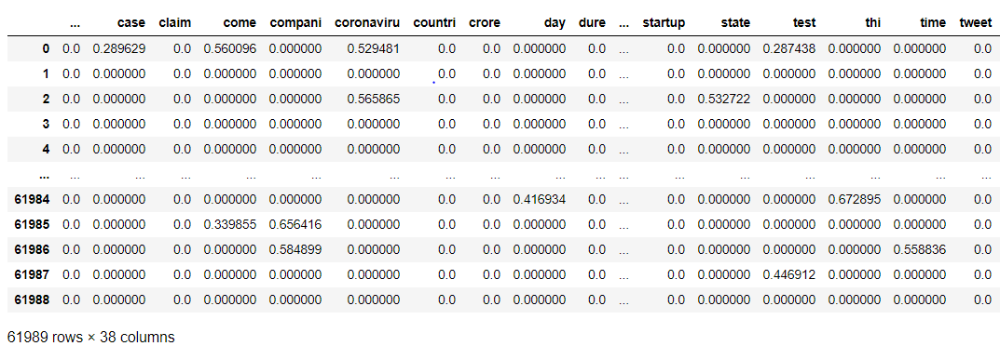 ... case claim come compani coronaviru countri crore day dure ... startup state test thi time tweet
0 0.0 0.289629 0.0 0.560096 0.000000 0.529481 0.0 0.0 0.000000 0.0 ... 0.0 0.000000 0.287438 0.000000 0.000000 0.0
1 0.0 0.000000 0.0 0.000000 0.000000 0.000000 0.0 0.0 0.000000 0.0 ... 0.0 0.000000 0.000000 0.000000 0.000000 0.0
2 0.0 0.000000 0.0 0.000000 0.000000 0.565865 0.0 0.0 0.000000 0.0 ... 0.0 0.532722 0.000000 0.000000 0.000000 0.0
3 0.0 0.000000 0.0 0.000000 0.000000 0.000000 0.0 0.0 0.000000 0.0 ... 0.0 0.000000 0.000000 0.000000 0.000000 0.0
4 0.0 0.000000 0.0 0.000000 0.000000 0.000000 0.0 0.0 0.000000 0.0 ... 0.0 0.000000 0.000000 0.000000 0.000000 0.0
... ... ... ... ... ... ... ... ... ... ... ... ... ... ... ... ... ...
61984 0.0 0.000000 0.0 0.000000 0.000000 0.000000 0.0 0.0 0.416934 0.0 ... 0.0 0.000000 0.000000 0.672895 0.000000 0.0
61985 0.0 0.000000 0.0 0.339855 0.656416 0.000000 0.0 0.0 0.000000 0.0 ... 0.0 0.000000 0.000000 0.000000 0.000000 0.0
61986 0.0 0.000000 0.0 0.000000 0.584899 0.000000 0.0 0.0 0.000000 0.0 ... 0.0 0.000000 0.000000 0.000000 0.558836 0.0
61987 0.0 0.000000 0.0 0.000000 0.000000 0.000000 0.0 0.0 0.000000 0.0 ... 0.0 0.000000 0.446912 0.000000 0.000000 0.0
61988 0.0 0.000000 0.0 0.000000 0.000000 0.000000 0.0 0.0 0.000000 0.0 ... 0.0 0.000000 0.000000 0.000000 0.000000 0.0
61989 rows × 38 columns